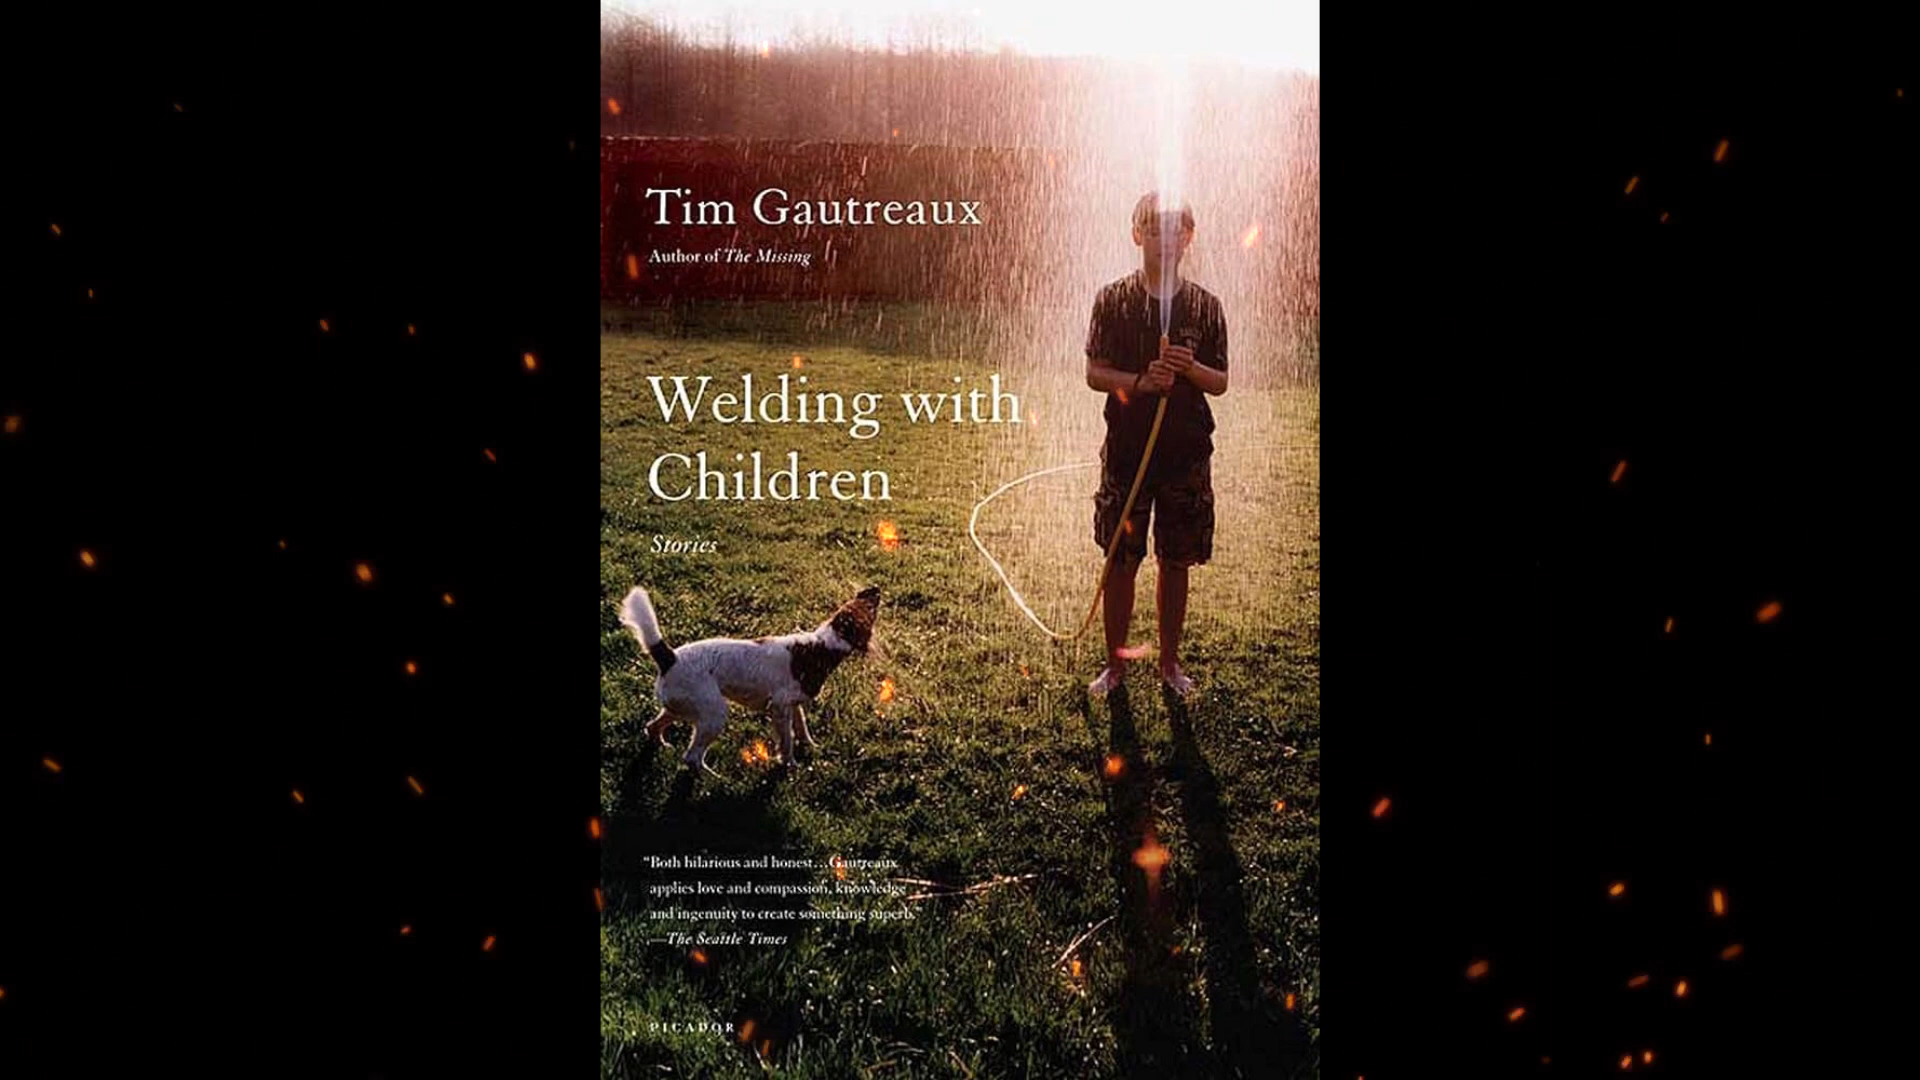 Tim Gautreaux
Author of The Missing
Welding with
Children
Stories
“Both hilarious and honest…Gautreaux
applies love and compassion, knowledge
and ingenuity to create something superb.”
—The Seattle Times
PICADOR